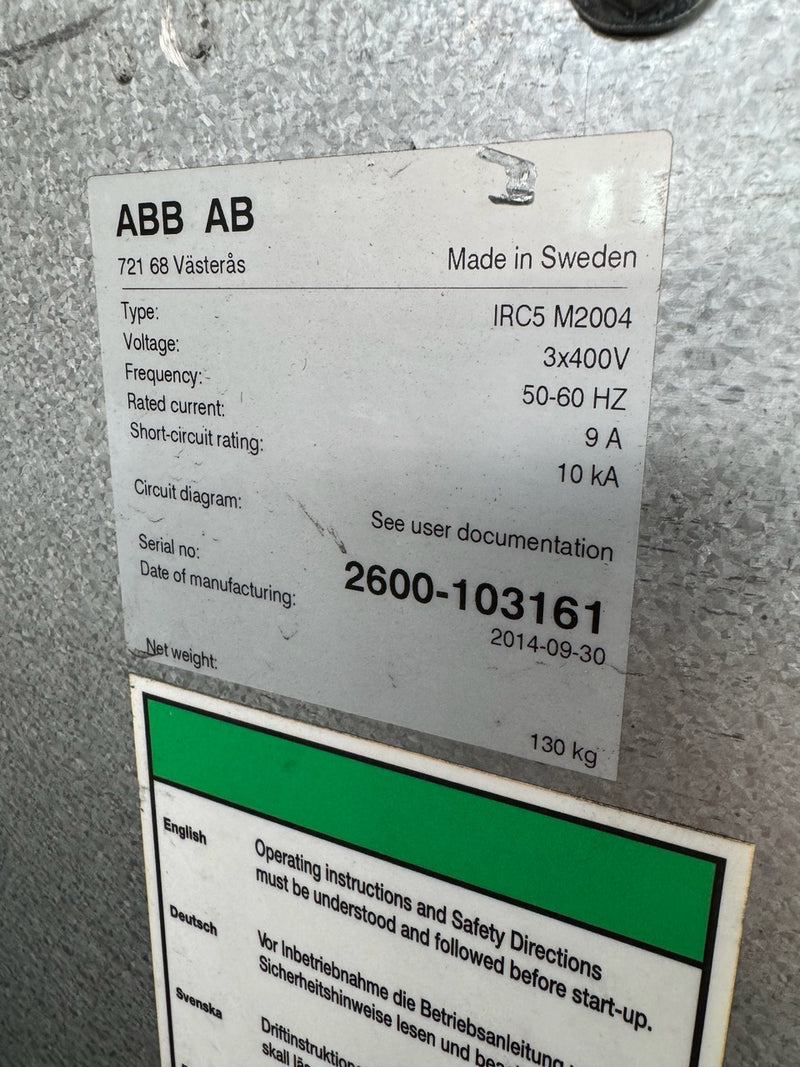 ABB AB
721 68 Västerås
Made in Sweden
Type: IRC5 M2004
Voltage: 3x400V
Frequency: 50-60 HZ
Rated current: 9 A
Short-circuit rating: 10 kA
Circuit diagram: See user documentation
Serial no: 2600-103161
Date of manufacturing: 2014-09-30
Net weight: 130 kg
English
Operating instructions and Safety Directions
must be understood and followed before start-up.
Deutsch
Vor Inbetriebnahme die Betriebsanleitung
Sicherheitshinweise lesen und
Svenska
Driftinstruktion
skall